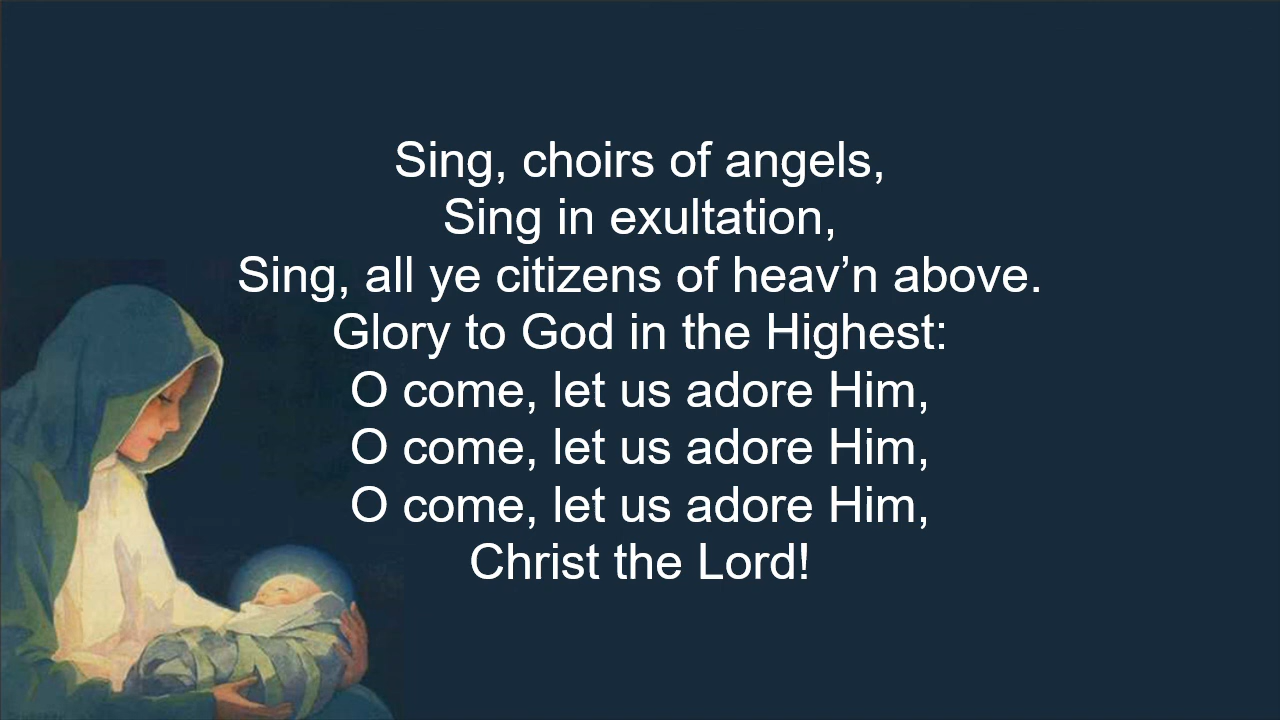 Sing, choirs of angels,
Sing in exultation,
Sing, all ye citizens of heav’n above.
Glory to God in the Highest:
O come, let us adore Him,
O come, let us adore Him,
O come, let us adore Him,
Christ the Lord!